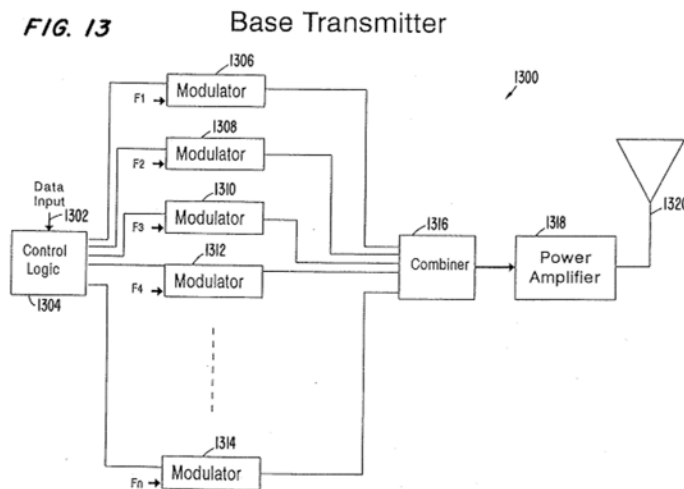 FIG. 13
Base Transmitter
1306
Modulator
F1
1300
1308
Modulator
F2
Data
Input
1302
1310
Modulator
F3
1320
Control
Logic
1304
1312
Modulator
F4
1316
Combiner
1318
Power
Amplifier
1314
Modulator
Fn